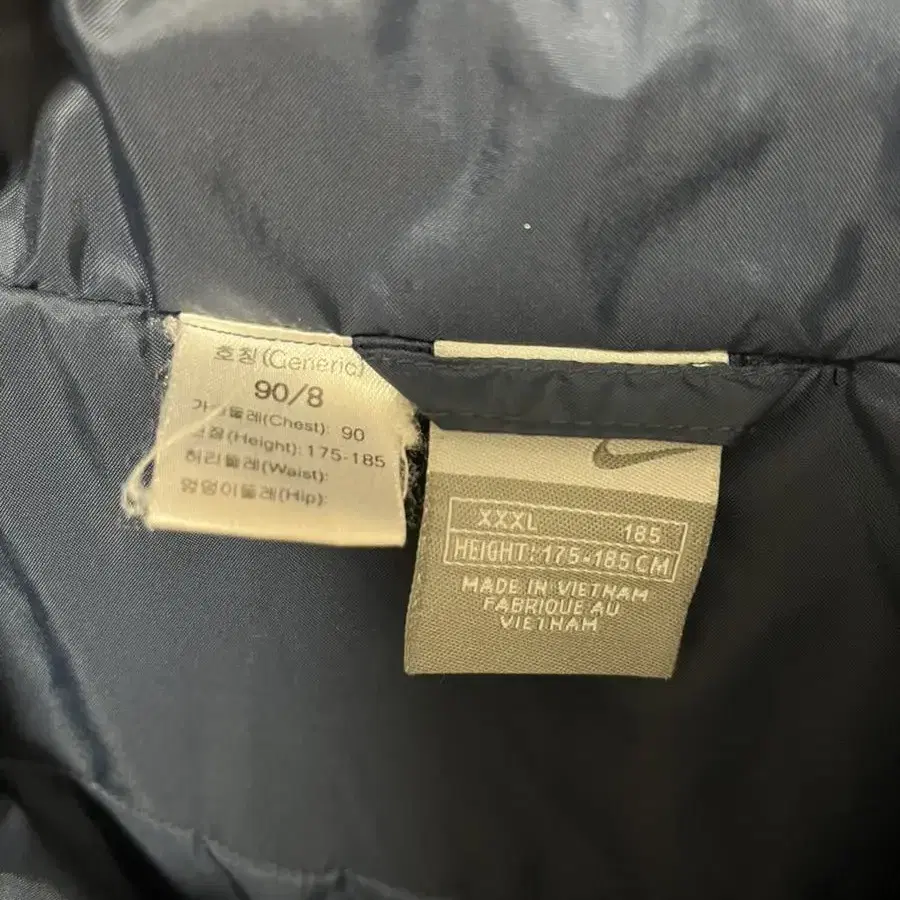 호칭(Generic)
90/8
가슴둘레(Chest): 90
신장(Height): 175-185
허리둘레(Waist):
엉덩이둘레(Hip):
XXXL 185
HEIGHT: 175-185 CM
MADE IN VIETNAM
FABRIQUE AU
VIETNAM